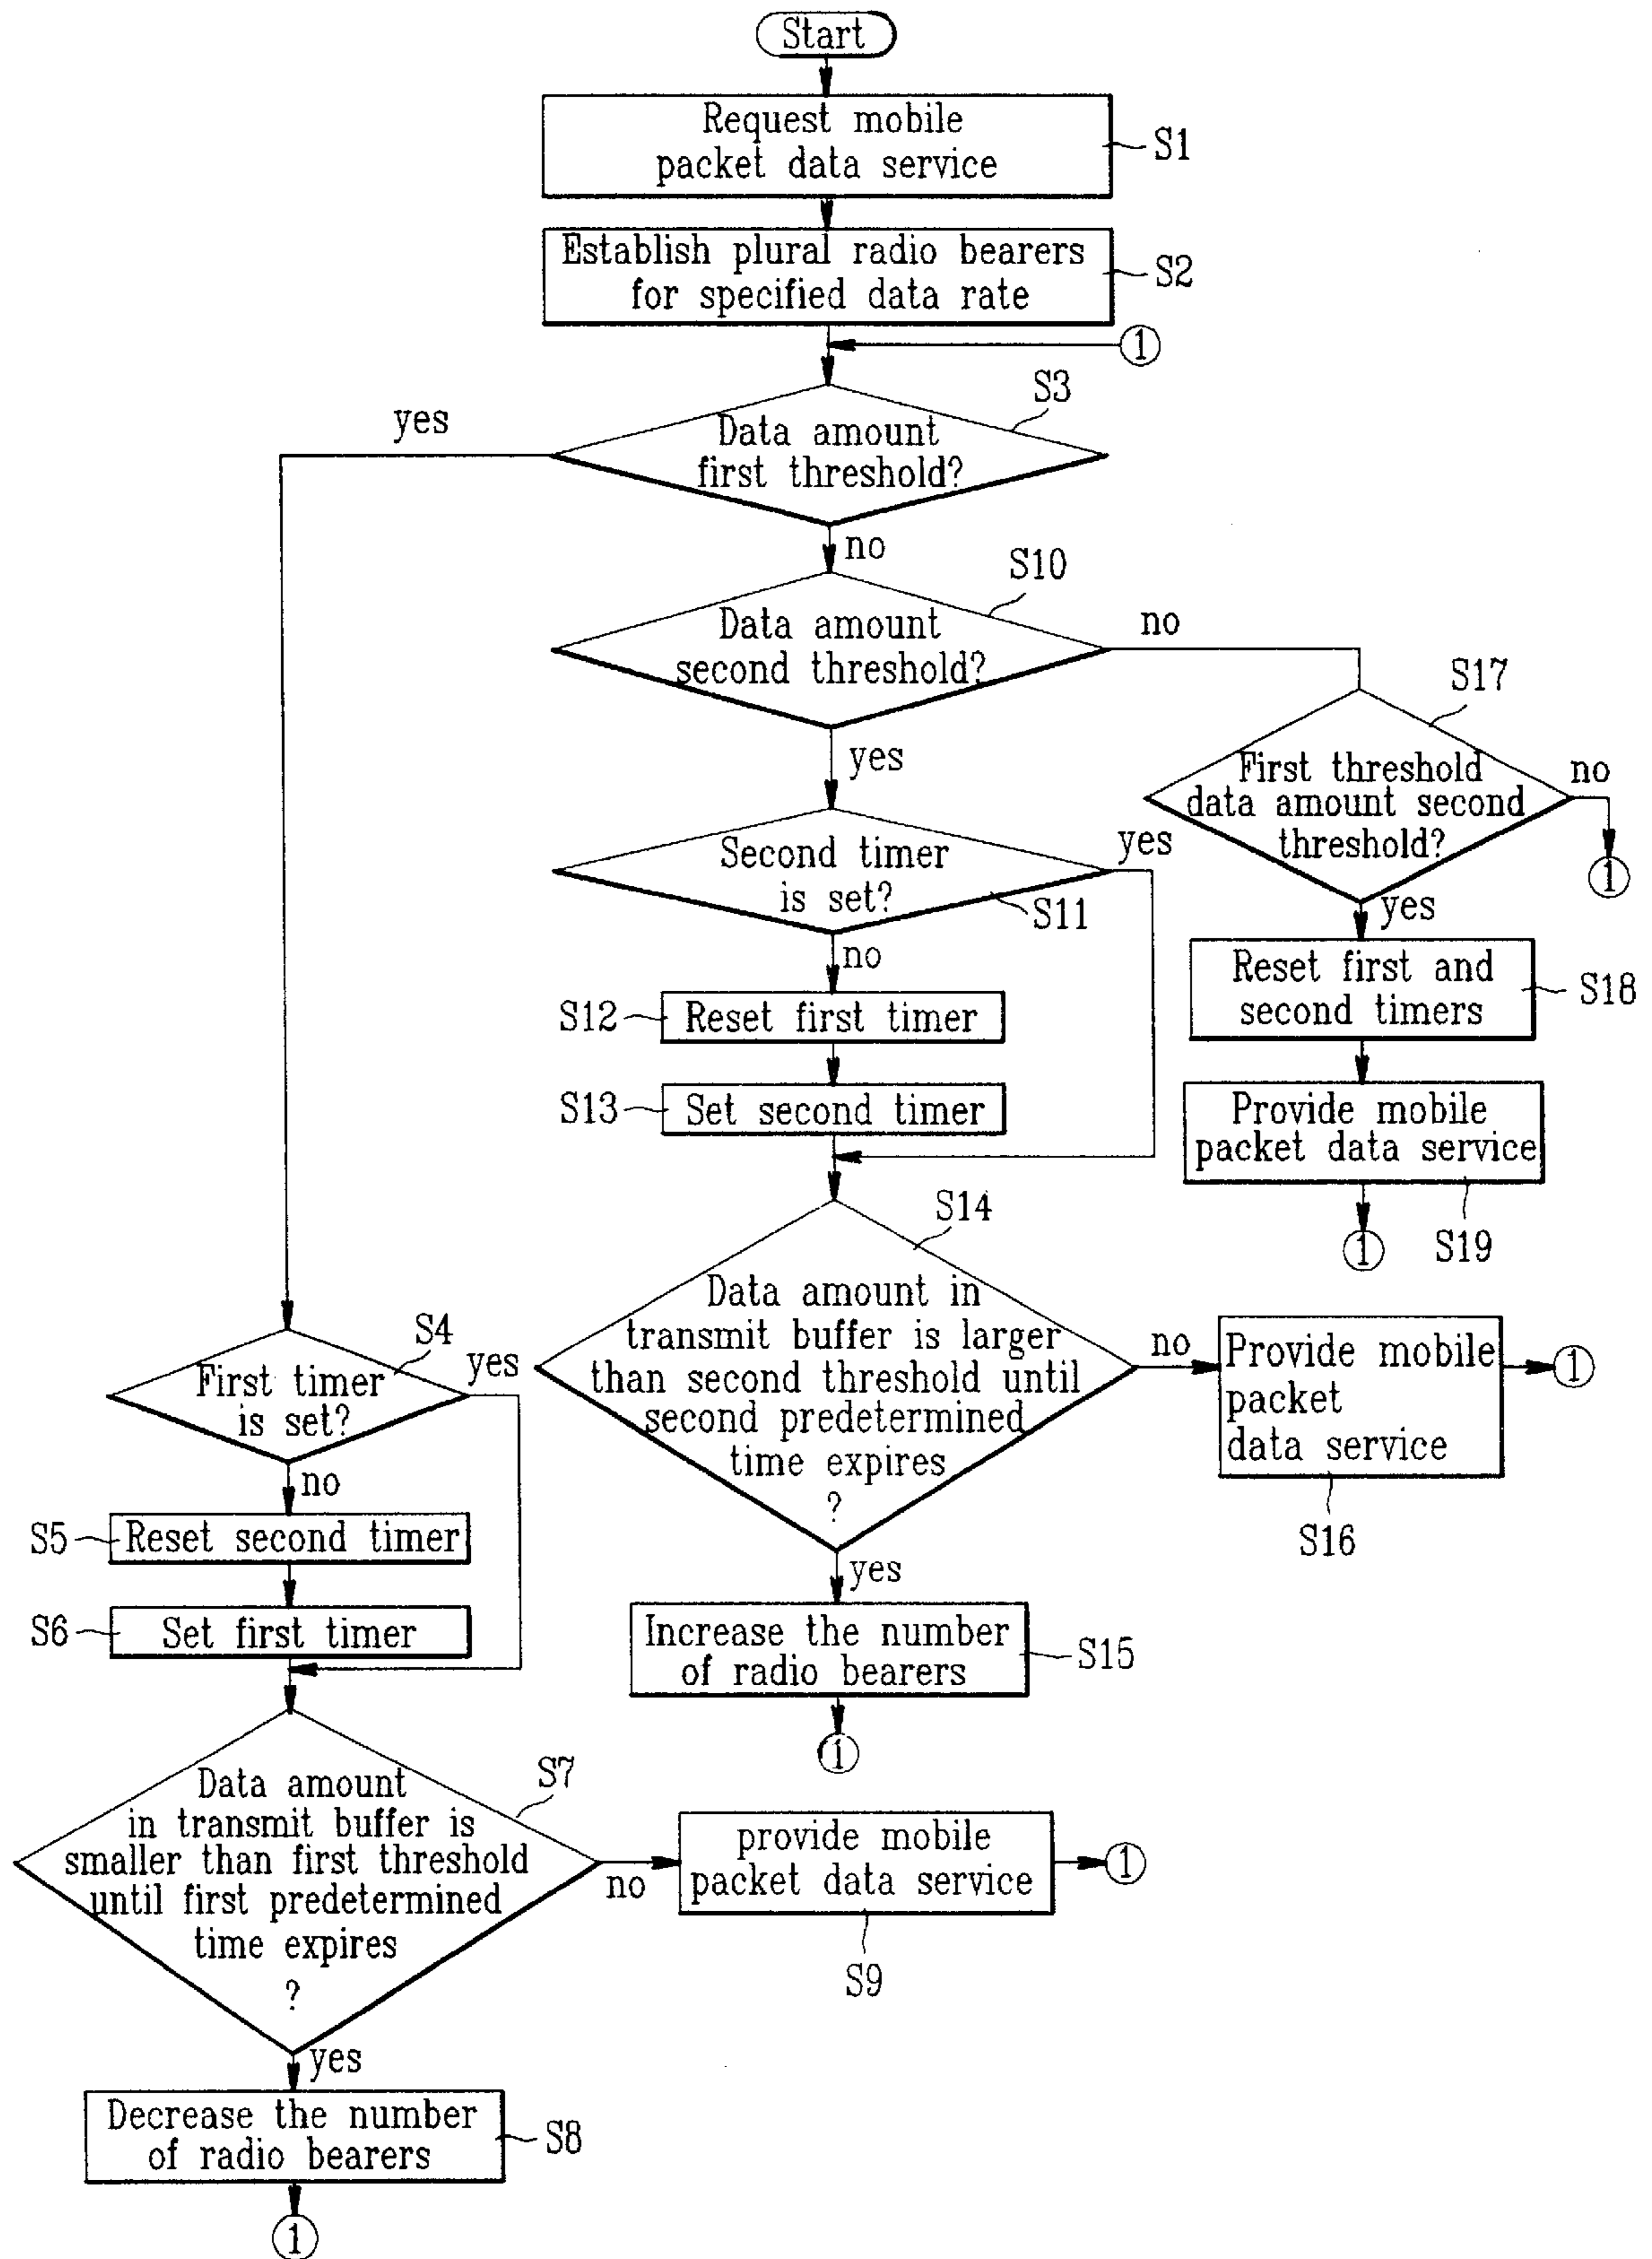 Start
Request mobile
packet data service
S1
Establish plural radio bearers
for specified data rate
S2
1
S3
yes
Data amount
first threshold?
no
S10
Data amount
second threshold?
no
S17
yes
First threshold
data amount second
threshold?
no
1
Second timer
is set?
yes
S11
yes
no
Reset first and
second timers
S18
S12
Reset first timer
S13
Set second timer
Provide mobile
packet data service
S19
1
S14
Data amount in
transmit buffer is larger
than second threshold until
second predetermined
time expires
?
no
Provide mobile
packet
data service
1
S16
S4
First timer
is set?
yes
no
S5
Reset second timer
S6
Set first timer
yes
Increase the number
of radio bearers
S15
1
S7
Data amount
in transmit buffer is
smaller than first threshold
until first predetermined
time expires
?
no
provide mobile
packet data service
1
S9
yes
Decrease the number
of radio bearers
S8
1